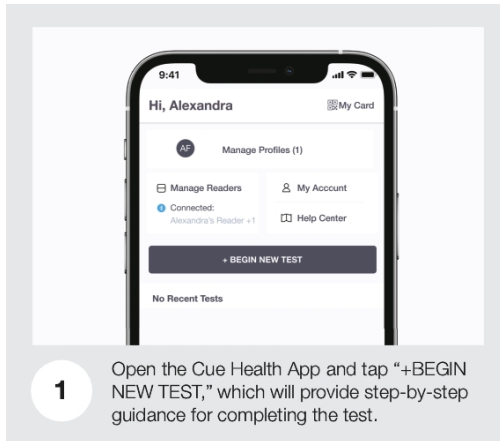 9:41
Hi, Alexandra
My Card
AF
Manage Profiles (1)
Manage Readers
My Account
Connected:
Alexandra's Reader +1
Help Center
+ BEGIN NEW TEST
No Recent Tests
1
Open the Cue Health App and tap “+BEGIN
NEW TEST,” which will provide step-by-step
guidance for completing the test.